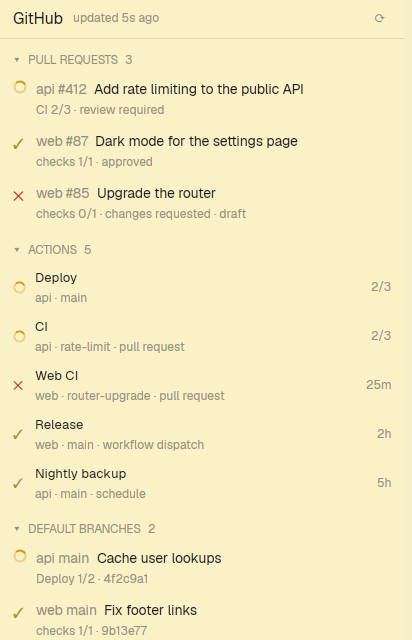 GitHub updated 5s ago
PULL REQUESTS 3
api #412 Add rate limiting to the public API
CI 2/3 · review required
web #87 Dark mode for the settings page
checks 1/1 · approved
web #85 Upgrade the router
checks 0/1 · changes requested · draft
ACTIONS 5
Deploy
api · main
2/3
CI
api · rate-limit · pull request
2/3
Web CI
web · router-upgrade · pull request
25m
Release
web · main · workflow dispatch
2h
Nightly backup
api · main · schedule
5h
DEFAULT BRANCHES 2
api main Cache user lookups
Deploy 1/2 · 4f2c9a1
web main Fix footer links
checks 1/1 · 9b13e77